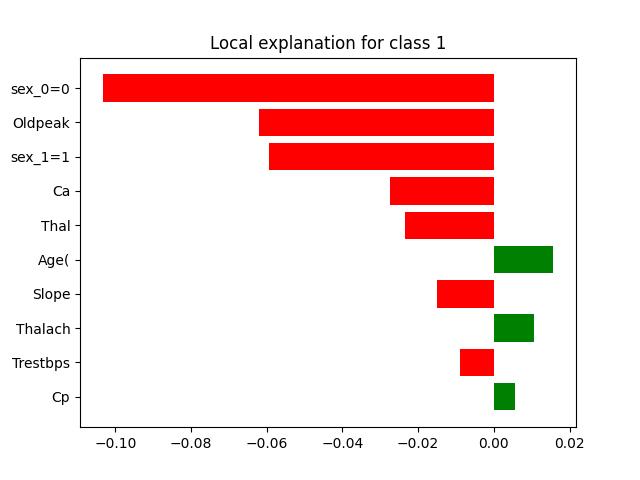 Local explanation for class 1
sex_0=0
Oldpeak
sex_1=1
Ca
Thal
Age(
Slope
Thalach
Trestbps
Cp
−0.10 −0.08 −0.06 −0.04 −0.02 0.00 0.02